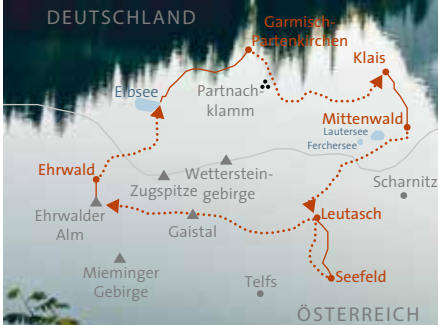 DEUTSCHLAND
Garmisch-
Partenkirchen
Klais
Eibsee
Partnach-
klamm
Mittenwald
Lautersee
Ferchersee
Ehrwald
Wetterstein-
gebirge
Zugspitze
Scharnitz
Ehrwalder
Alm
Leutasch
Gaistal
Mieminger
Gebirge
Telfs
Seefeld
ÖSTERREICH